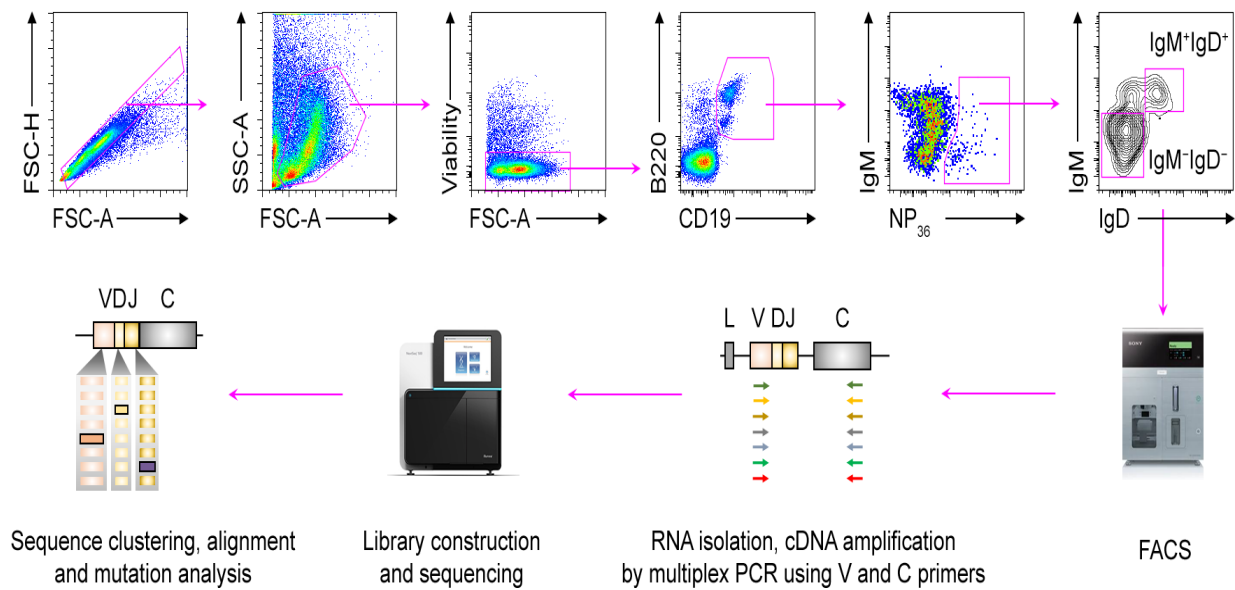 FSC-H
FSC-A
SSC-A
FSC-A
Viability
FSC-A
B220
CD19
IgM
NP36
IgM
IgD
IgM+IgD+
IgM–IgD–
VDJ C
L V DJ C
SONY
Sequence clustering, alignment
and mutation analysis
Library construction
and sequencing
RNA isolation, cDNA amplification
by multiplex PCR using V and C primers
FACS